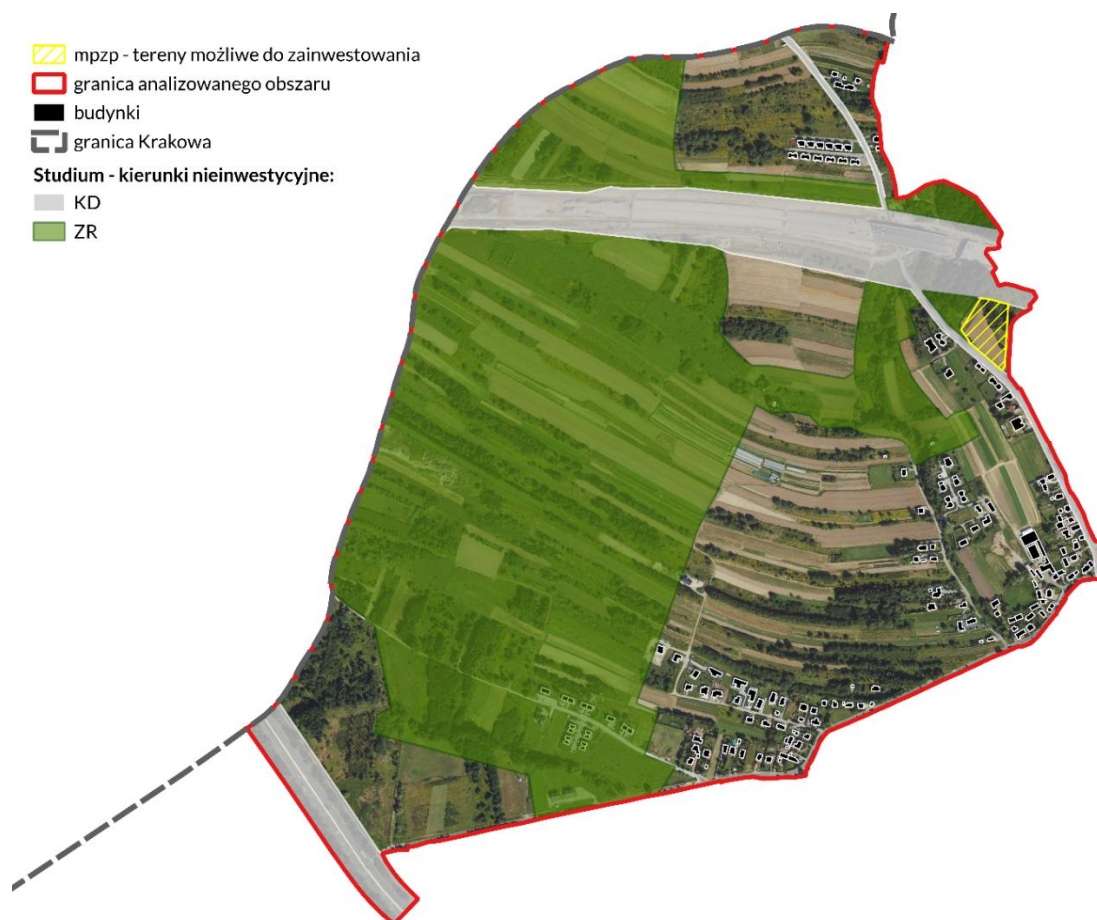 mpzp - tereny możliwe do zainwestowania
granica analizowanego obszaru
budynki
granica Krakowa
Studium - kierunki nieinwestycyjne:
KD
ZR